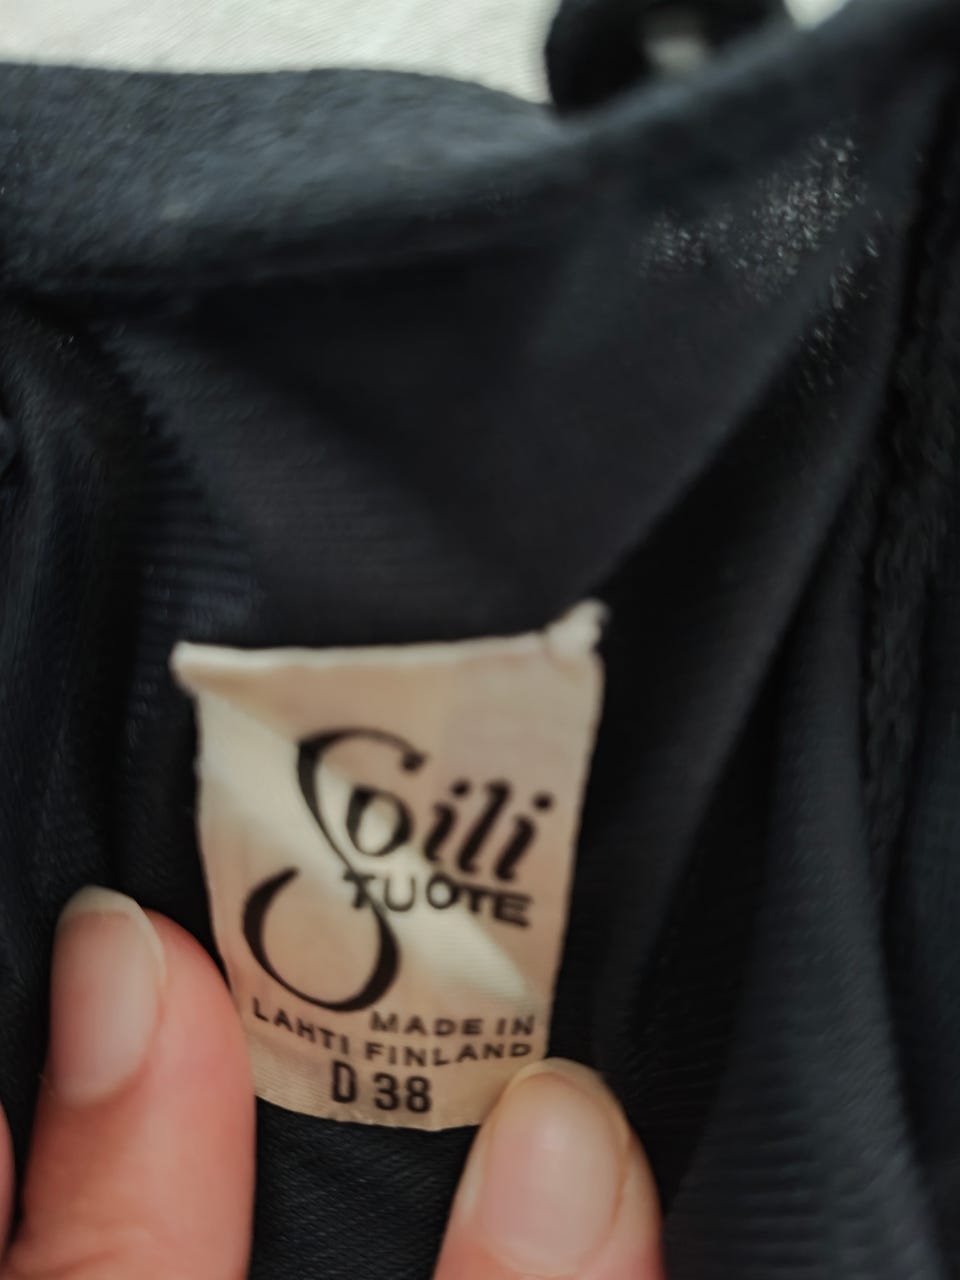 Soili
TUOTE
LAHTI MADE IN
FINLAND
D 38